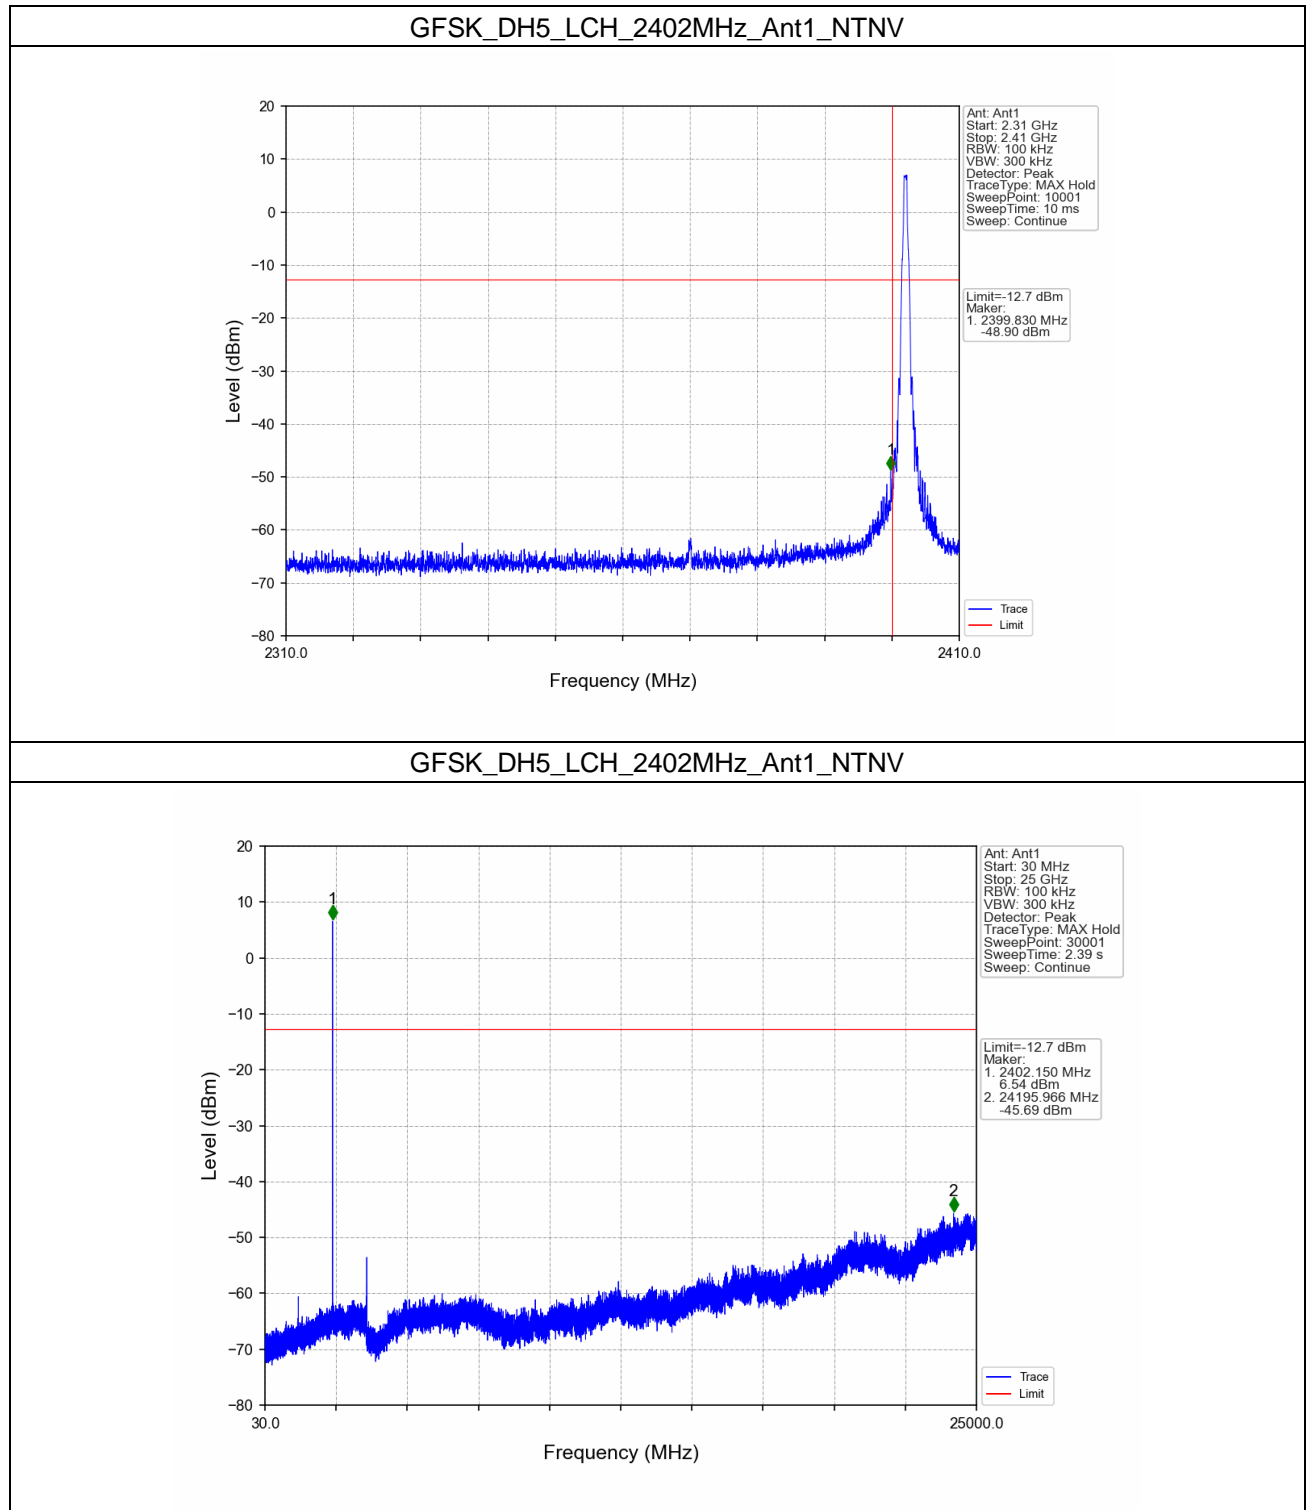 GFSK_DH5_LCH_2402MHz_Ant1_NTNV
20
10
0
−10
−20
−30
−40
−50
−60
−70
−80
Level (dBm)
1
2310.0
2410.0
Frequency (MHz)
Ant: Ant1
Start: 2.31 GHz
Stop: 2.41 GHz
RBW: 100 kHz
VBW: 300 kHz
Detector: Peak
TraceType: MAX Hold
SweepPoint: 10001
SweepTime: 10 ms
Sweep: Continue
Limit=-12.7 dBm
Maker:
1. 2399.830 MHz
-48.90 dBm
Trace
Limit
GFSK_DH5_LCH_2402MHz_Ant1_NTNV
20
10
0
−10
−20
−30
−40
−50
−60
−70
−80
Level (dBm)
1
2
30.0
25000.0
Frequency (MHz)
Ant: Ant1
Start: 30 MHz
Stop: 25 GHz
RBW: 100 kHz
VBW: 300 kHz
Detector: Peak
TraceType: MAX Hold
SweepPoint: 30001
SweepTime: 2.39 s
Sweep: Continue
Limit=-12.7 dBm
Maker:
1. 2402.150 MHz
6.54 dBm
2. 24195.966 MHz
-45.69 dBm
Trace
Limit